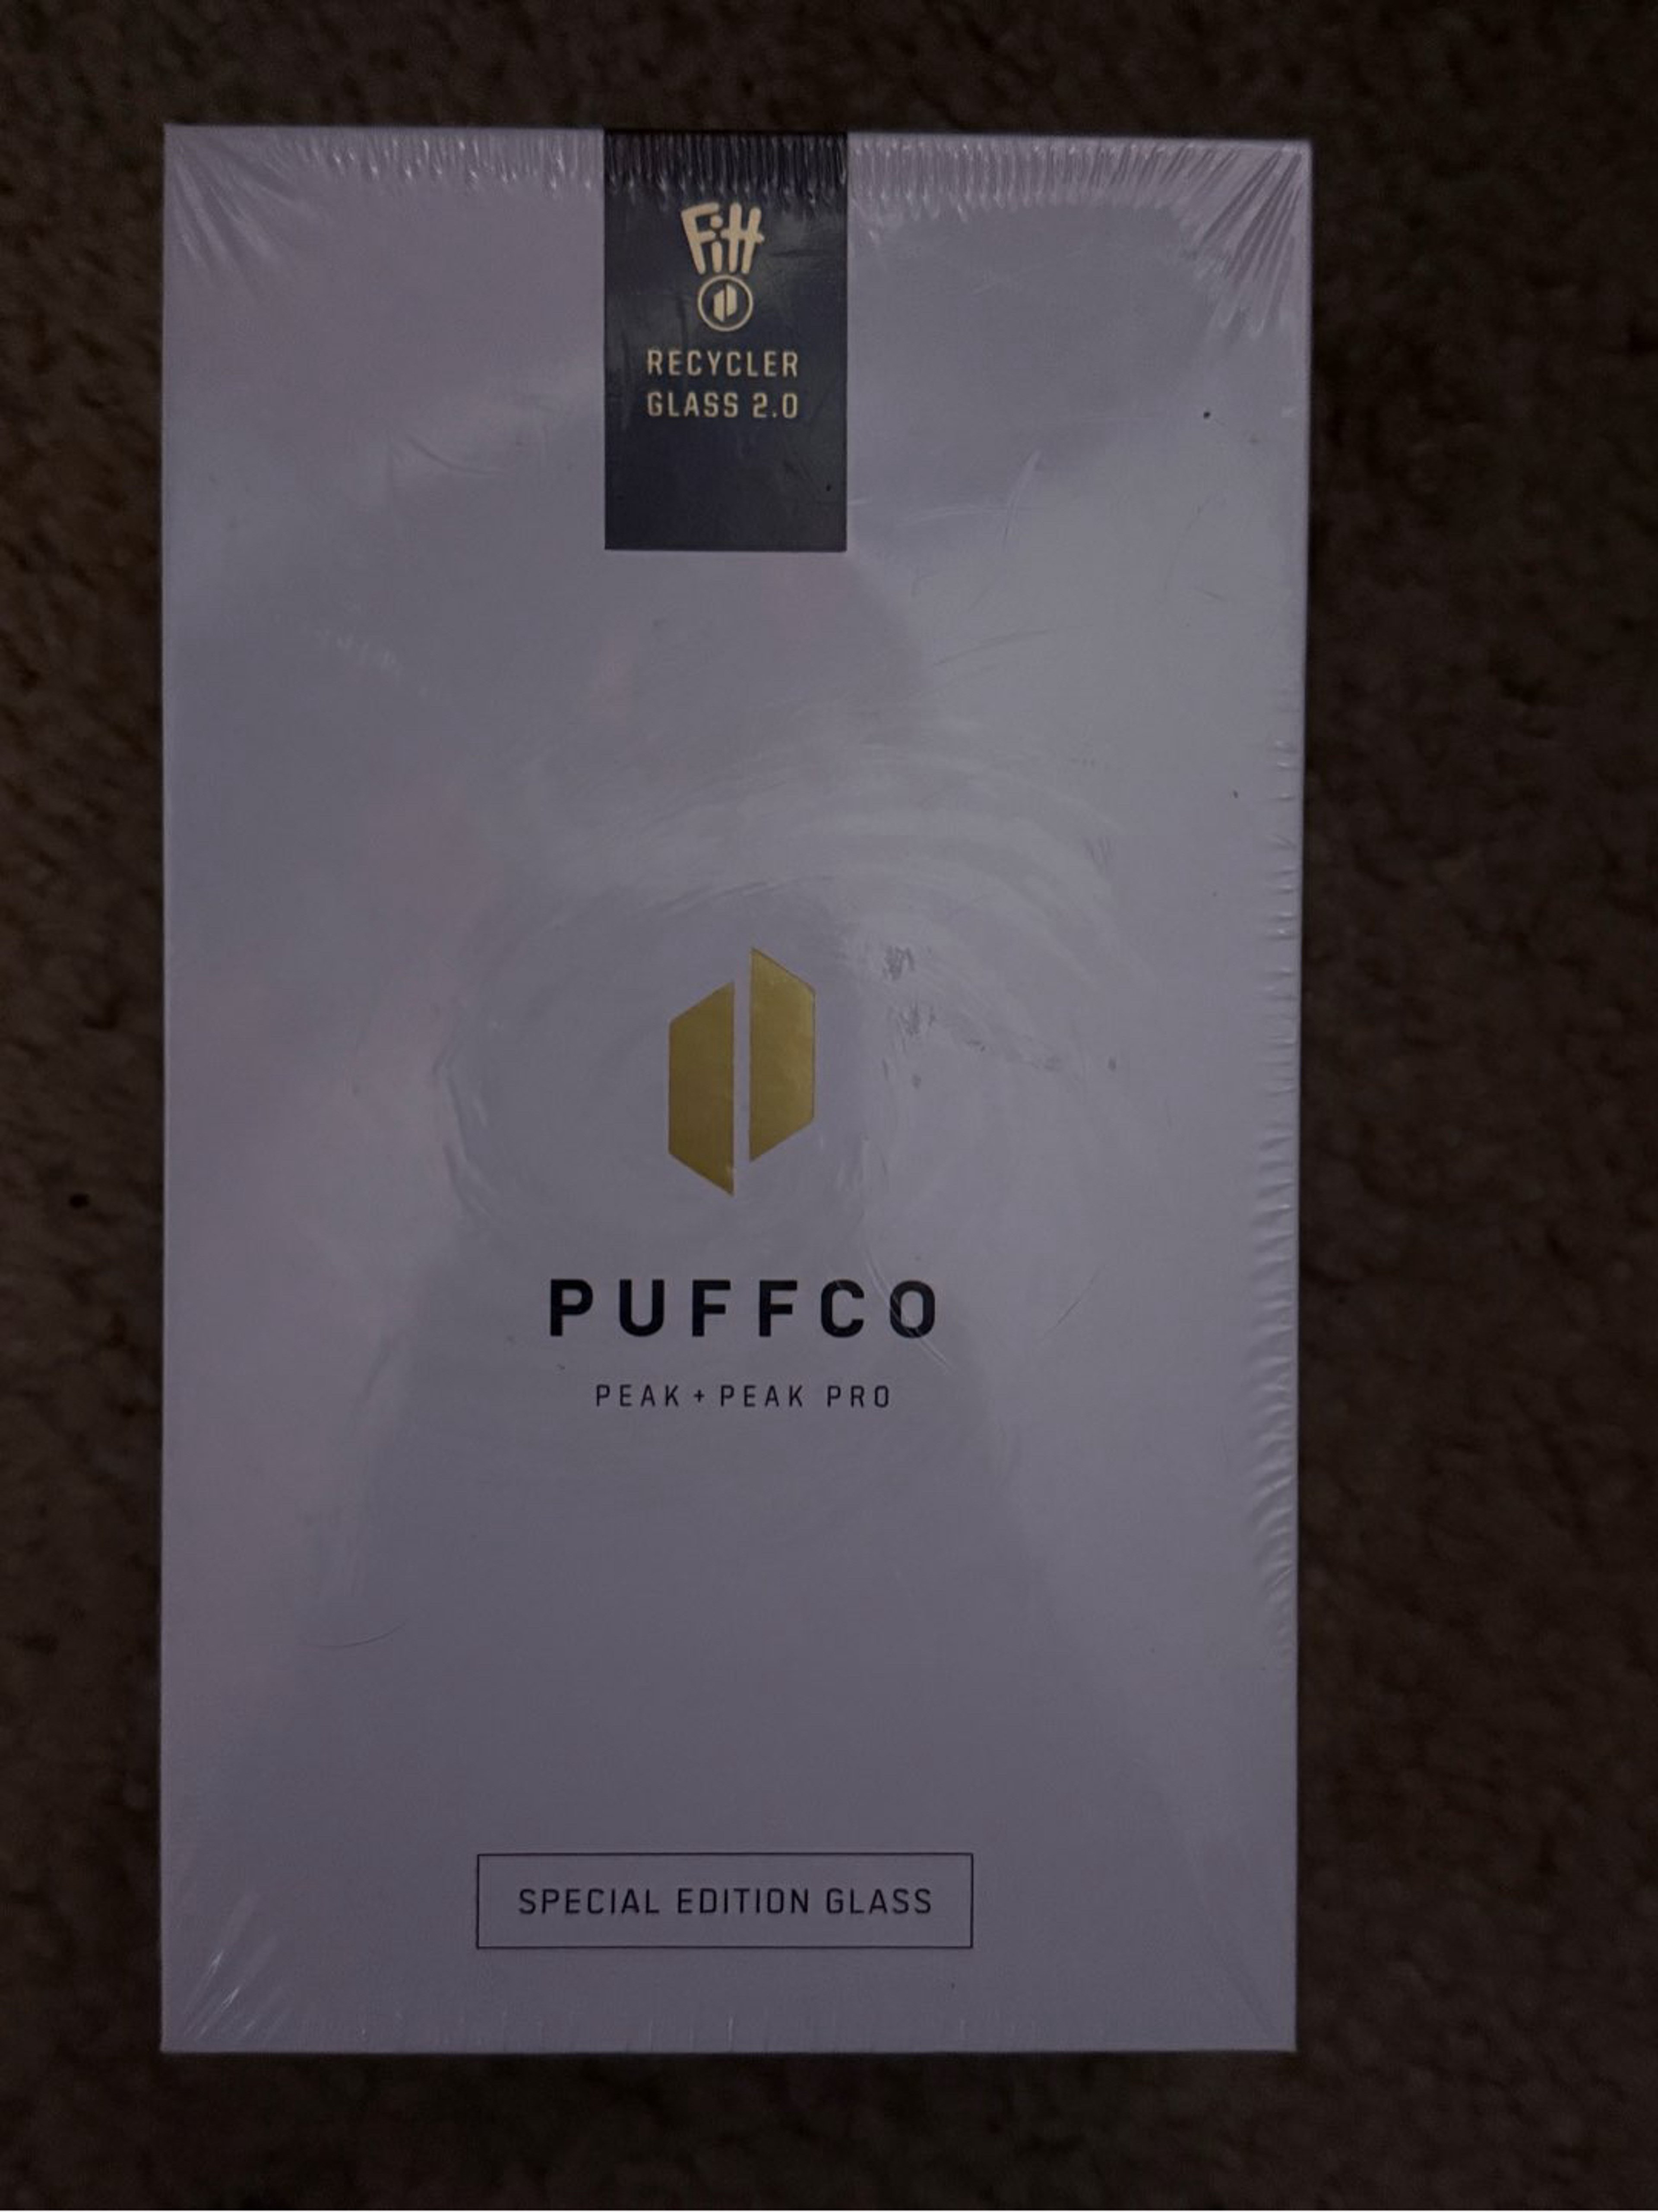 Fitt
RECYCLER
GLASS 2.0
PUFFCO
PEAK + PEAK PRO
SPECIAL EDITION GLASS